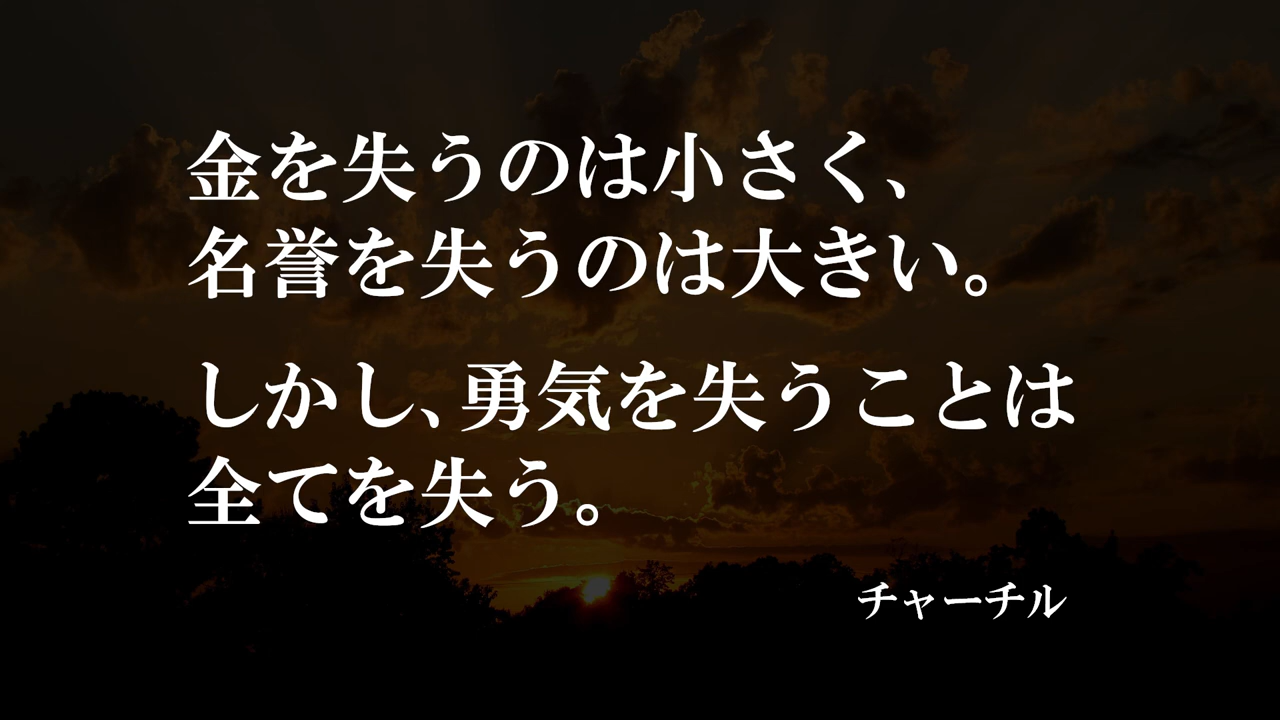 金を失うのは小さく、
名誉を失うのは大きい。
しかし、勇気を失うことは
全てを失う。
チャーチル